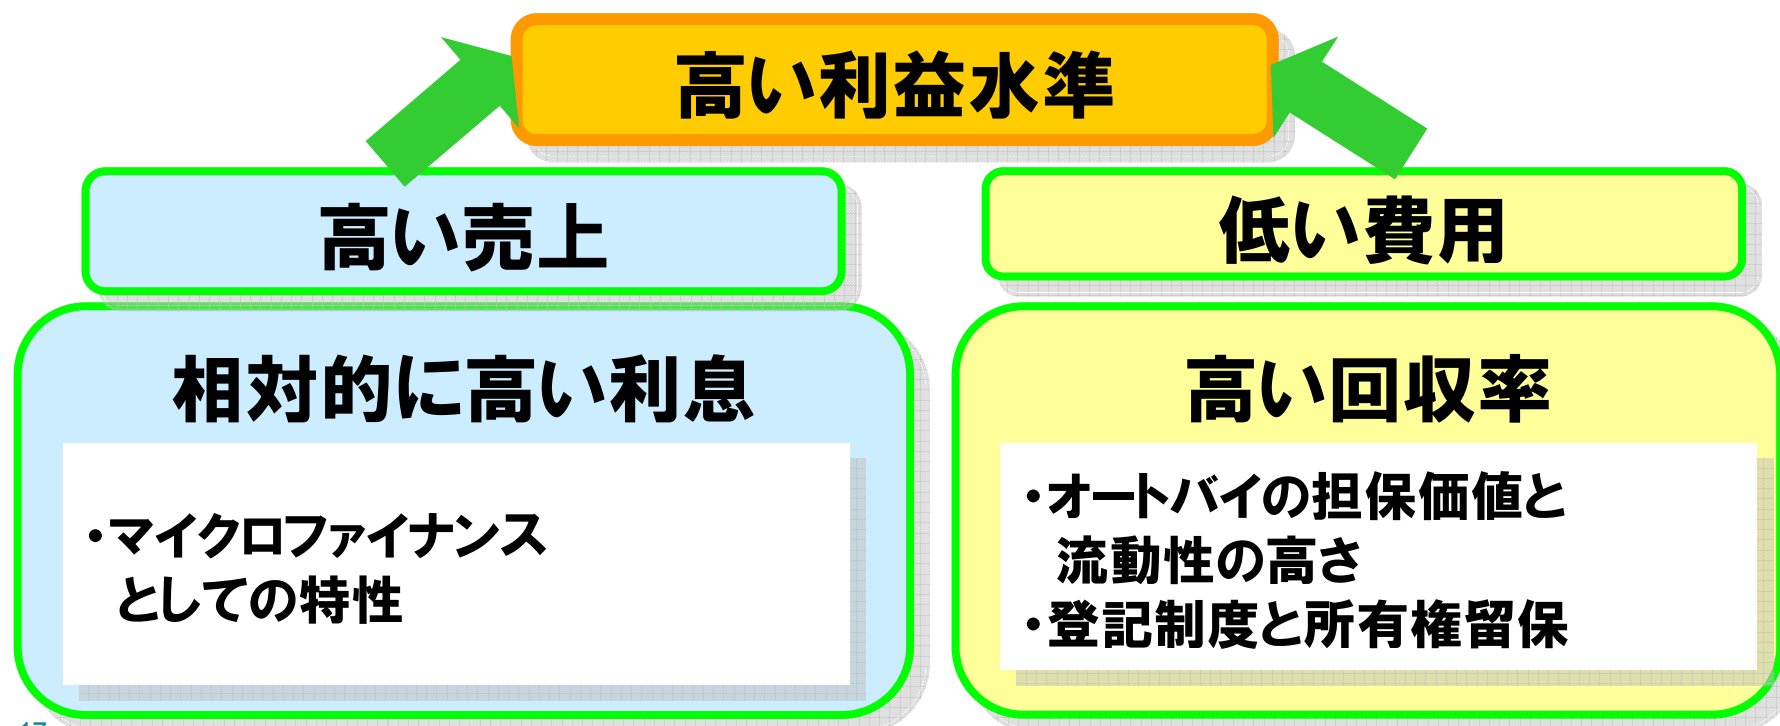 高い利益水準
高い売上
相対的に高い利息
・マイクロファイナンス
としての特性
低い費用
高い回収率
・オートバイの担保価値と
流動性の高さ
・登記制度と所有権留保